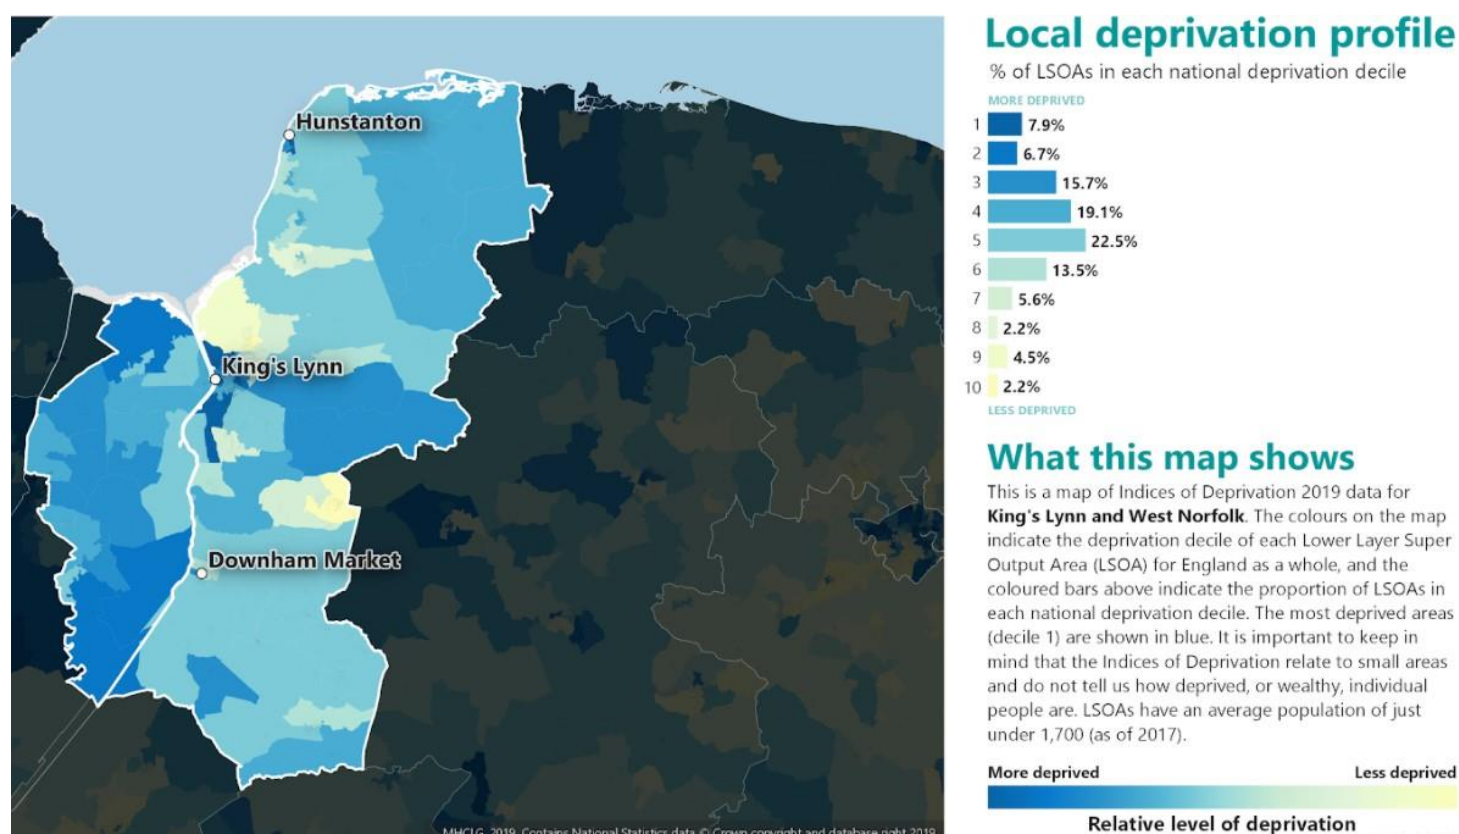 Hunstanton
King's Lynn
Downham Market
MHCLG, 2019. Contains National Statistics data © Crown copyright and database right 2019
Local deprivation profile
% of LSOAs in each national deprivation decile
MORE DEPRIVED
1 7.9%
2 6.7%
3 15.7%
4 19.1%
5 22.5%
6 13.5%
7 5.6%
8 2.2%
9 4.5%
10 2.2%
LESS DEPRIVED
What this map shows
This is a map of Indices of Deprivation 2019 data for
King's Lynn and West Norfolk. The colours on the map
indicate the deprivation decile of each Lower Layer Super
Output Area (LSOA) for England as a whole, and the
coloured bars above indicate the proportion of LSOAs in
each national deprivation decile. The most deprived areas
(decile 1) are shown in blue. It is important to keep in
mind that the Indices of Deprivation relate to small areas
and do not tell us how deprived, or wealthy, individual
people are. LSOAs have an average population of just
under 1,700 (as of 2017).
More deprived Less deprived
Relative level of deprivation